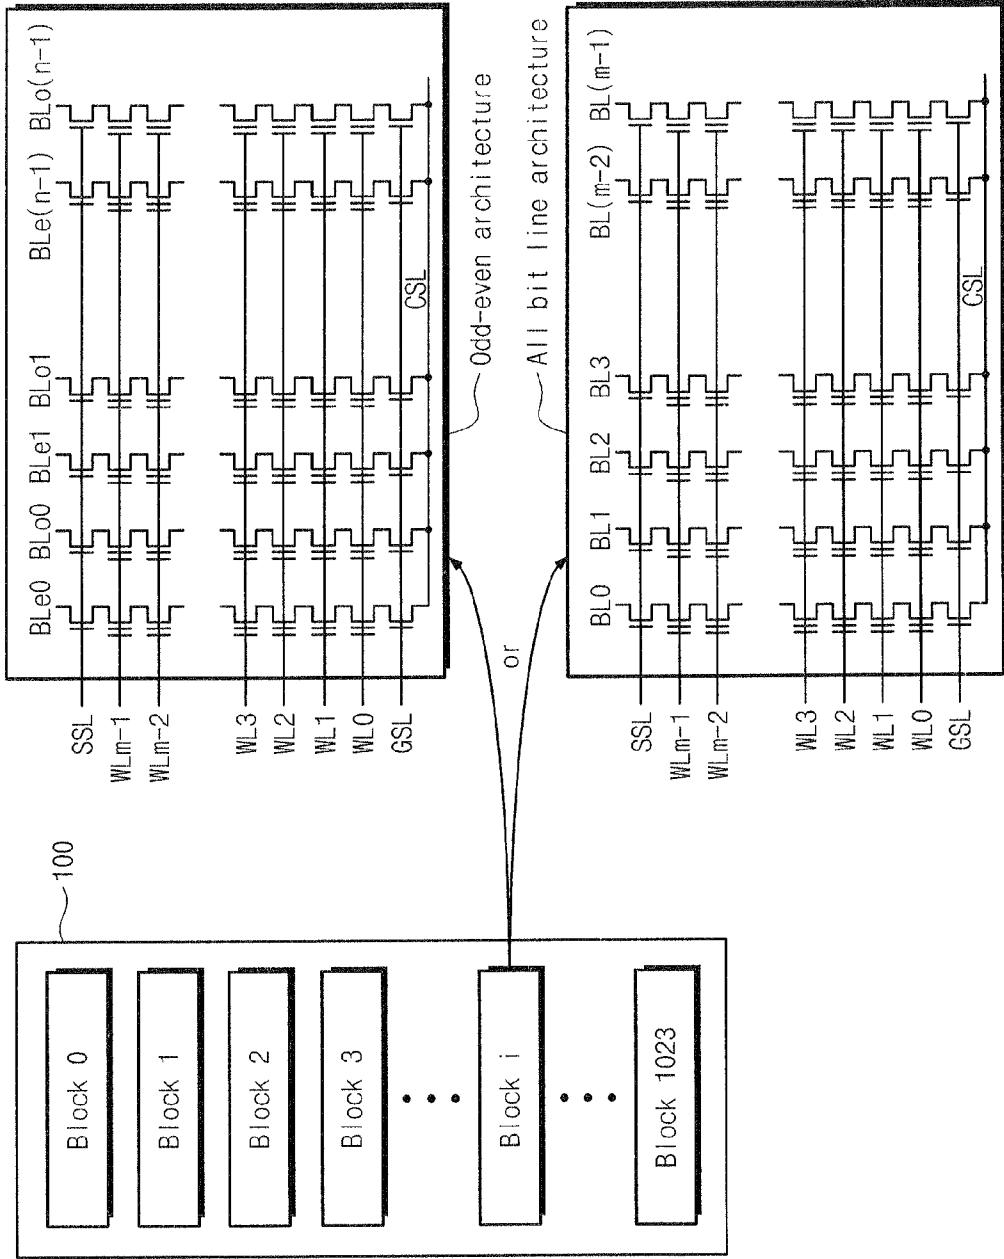 100
Block 0
Block 1
Block 2
Block 3
Block i
Block 1023
or
BLe0 BLo0 BLe1 BLo1 BLe(n-1) BLo(n-1)
SSL
WLm-1
WLm-2
WL3
WL2
WL1
WL0
GSL
CSL
Odd-even architecture
All bit line architecture
BL0 BL1 BL2 BL3 BL(m-2) BL(m-1)
SSL
WLm-1
WLm-2
WL3
WL2
WL1
WL0
GSL
CSL